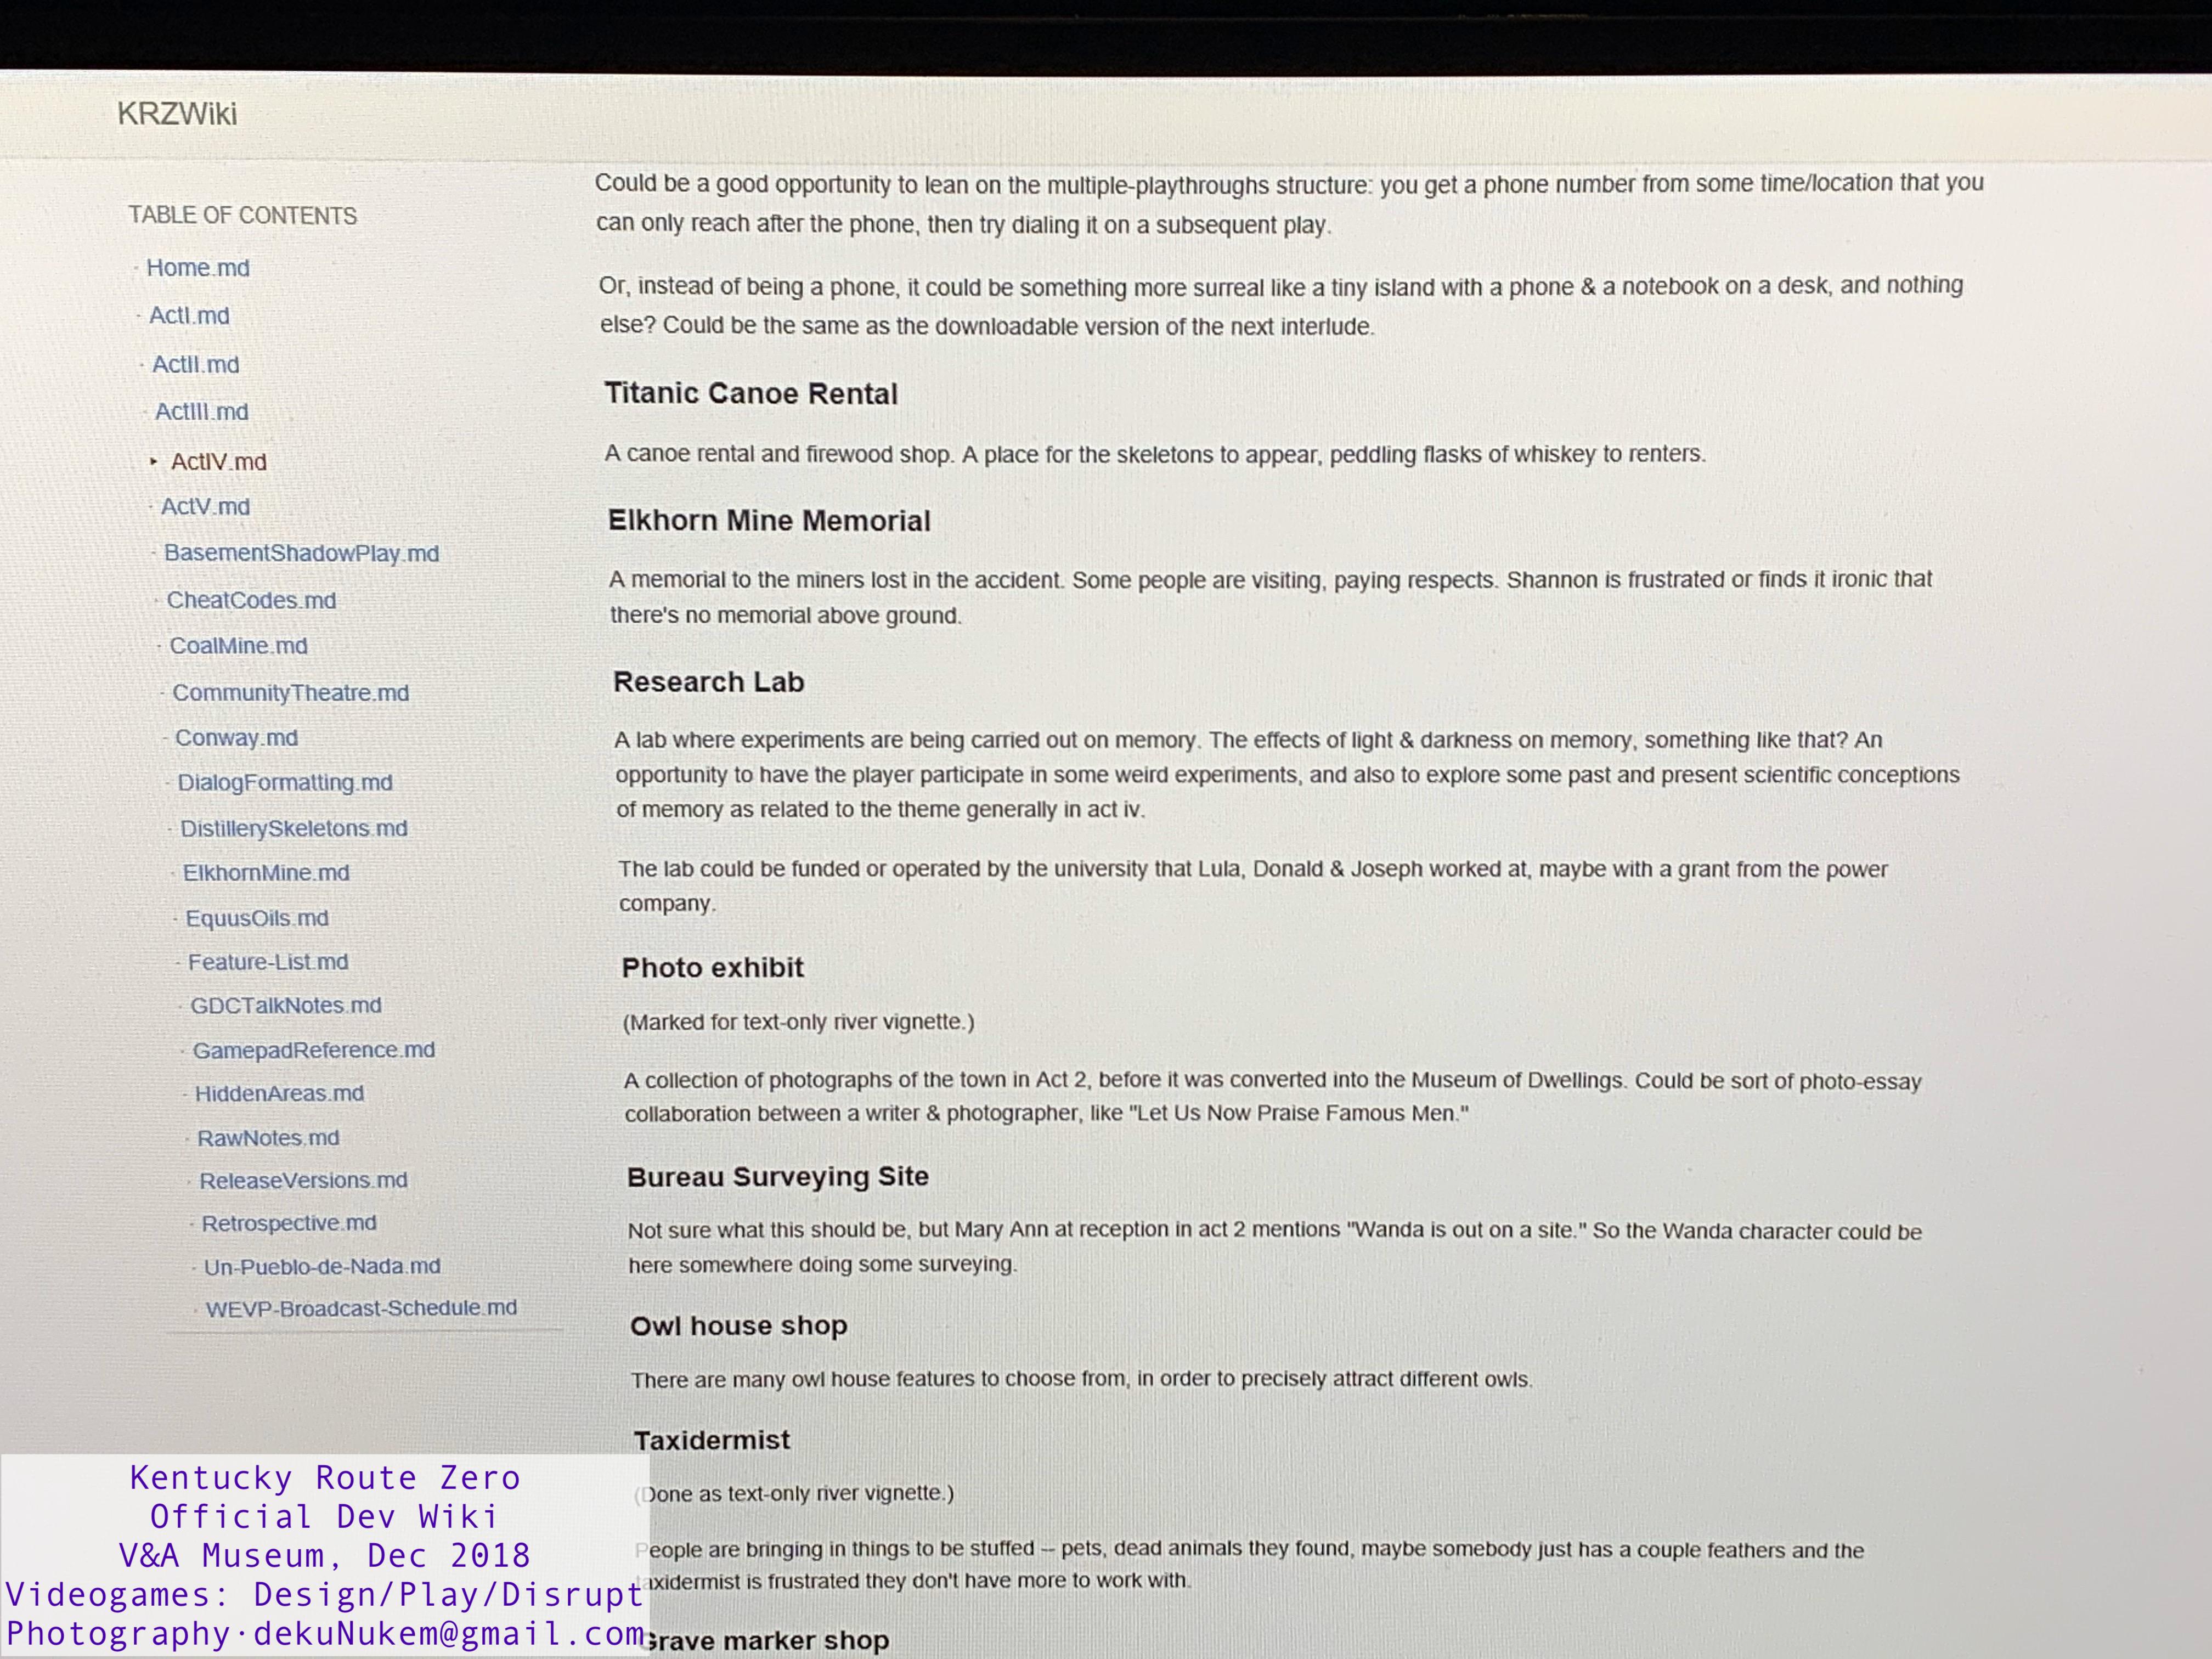 KRZWiki
TABLE OF CONTENTS
Home.md
ActI.md
ActII.md
ActIII.md
ActIV.md
ActV.md
BasementShadowPlay.md
CheatCodes.md
CoalMine.md
CommunityTheatre.md
Conway.md
DialogFormatting.md
DistillerySkeletons.md
ElkhornMine.md
EquusOils.md
Feature-List.md
GDCTalkNotes.md
GamepadReference.md
HiddenAreas.md
RawNotes.md
ReleaseVersions.md
Retrospective.md
Un-Pueblo-de-Nada.md
WEVP-Broadcast-Schedule.md
Could be a good opportunity to lean on the multiple-playthroughs structure: you get a phone number from some time/location that you
can only reach after the phone, then try dialing it on a subsequent play.
Or, instead of being a phone, it could be something more surreal like a tiny island with a phone & a notebook on a desk, and nothing
else? Could be the same as the downloadable version of the next interlude.
Titanic Canoe Rental
A canoe rental and firewood shop. A place for the skeletons to appear, peddling flasks of whiskey to renters.
Elkhorn Mine Memorial
A memorial to the miners lost in the accident. Some people are visiting, paying respects. Shannon is frustrated or finds it ironic that
there's no memorial above ground.
Research Lab
A lab where experiments are being carried out on memory. The effects of light & darkness on memory, something like that? An
opportunity to have the player participate in some weird experiments, and also to explore some past and present scientific conceptions
of memory as related to the theme generally in act iv.
The lab could be funded or operated by the university that Lula, Donald & Joseph worked at, maybe with a grant from the power
company.
Photo exhibit
(Marked for text-only river vignette.)
A collection of photographs of the town in Act 2, before it was converted into the Museum of Dwellings. Could be sort of photo-essay
collaboration between a writer & photographer, like "Let Us Now Praise Famous Men."
Bureau Surveying Site
Not sure what this should be, but Mary Ann at reception in act 2 mentions "Wanda is out on a site." So the Wanda character could be
here somewhere doing some surveying.
Owl house shop
There are many owl house features to choose from, in order to precisely attract different owls.
Taxidermist
(Done as text-only river vignette.)
People are bringing in things to be stuffed – pets, dead animals they found, maybe somebody just has a couple feathers and the
taxidermist is frustrated they don't have more to work with.
Grave marker shop
Kentucky Route Zero
Official Dev Wiki
V&A Museum, Dec 2018
Videogames: Design/Play/Disrupt
Photography·dekuNukem@gmail.com